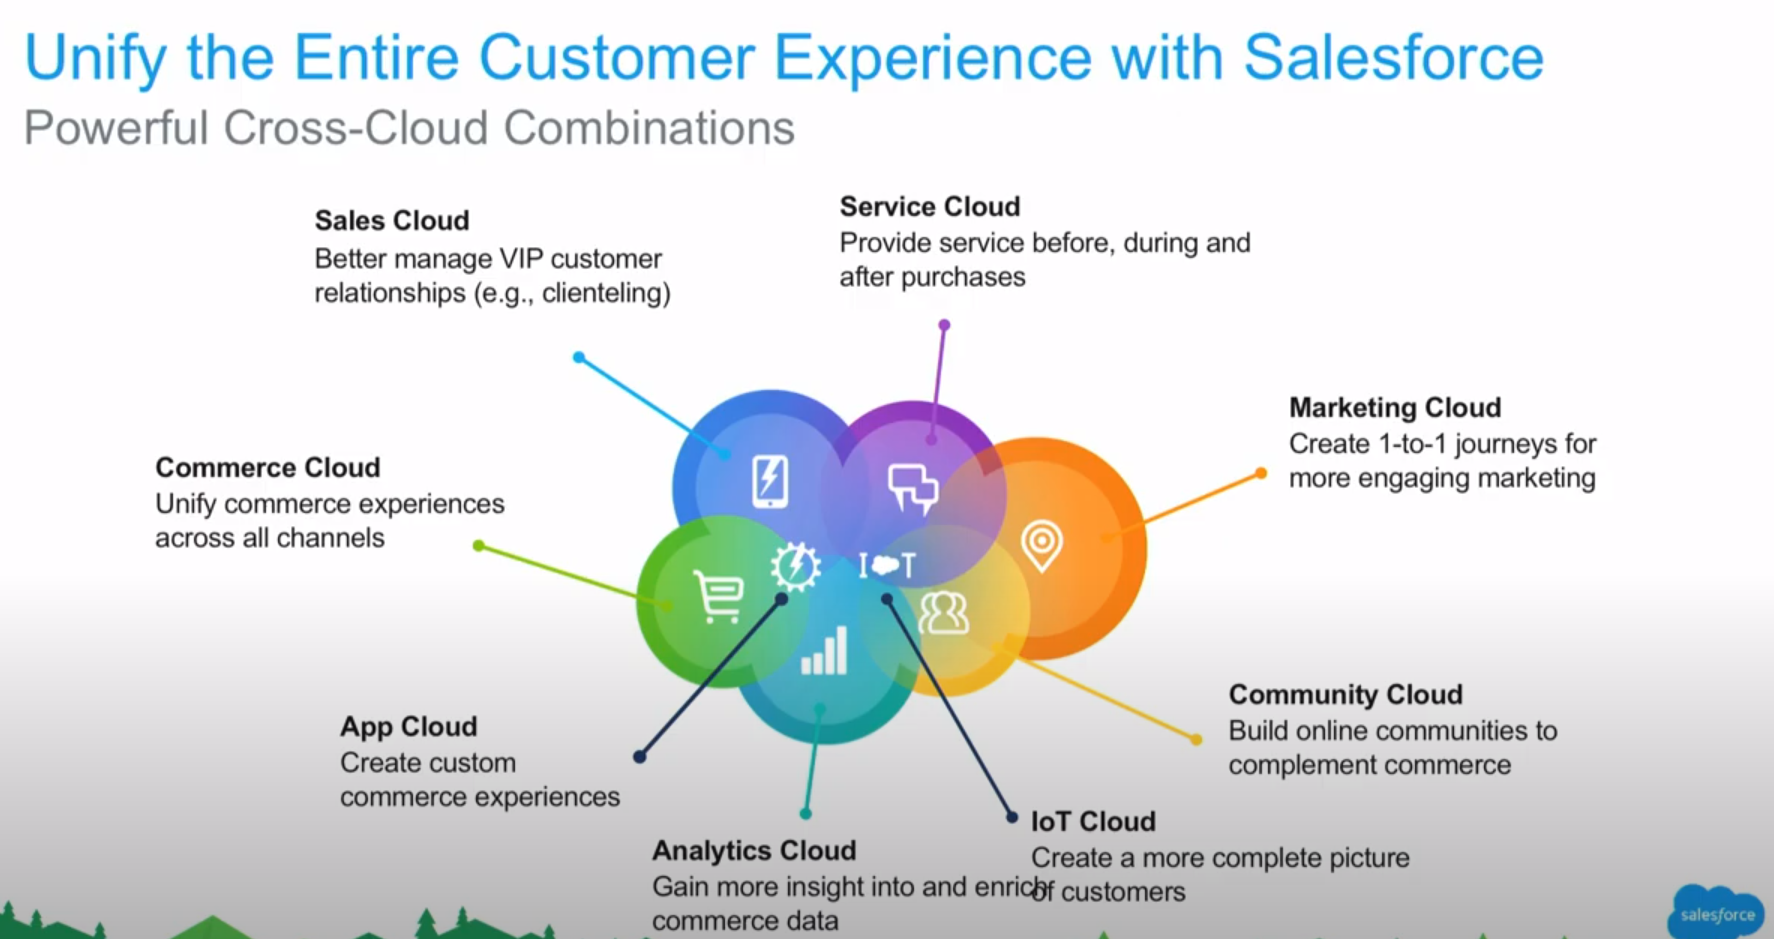 Unify the Entire Customer Experience with Salesforce
Powerful Cross-Cloud Combinations
Sales Cloud
Better manage VIP customer
relationships (e.g., clienteling)
Service Cloud
Provide service before, during and
after purchases
Marketing Cloud
Create 1-to-1 journeys for
more engaging marketing
Commerce Cloud
Unify commerce experiences
across all channels
I T
Community Cloud
Build online communities to
complement commerce
App Cloud
Create custom
commerce experiences
IoT Cloud
Create a more complete picture
of customers
Analytics Cloud
Gain more insight into and enrich
commerce data
salesforce